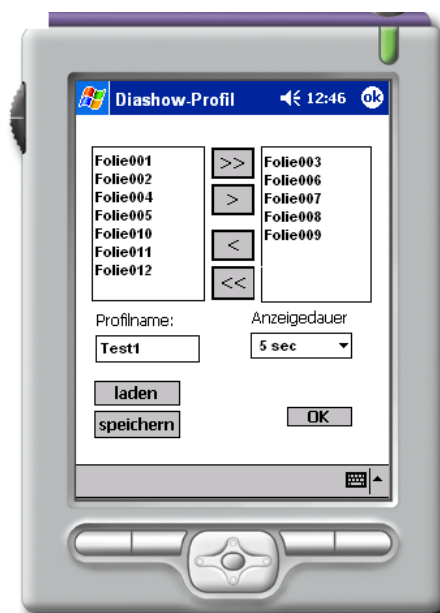 Diashow-Profil 12:46 ok
Folie001
Folie002
Folie004
Folie005
Folie010
Folie011
Folie012
>>
>
<
<<
Folie003
Folie006
Folie007
Folie008
Folie009
Profilname:
Test1
Anzeigedauer
5 sec
laden
speichern
OK